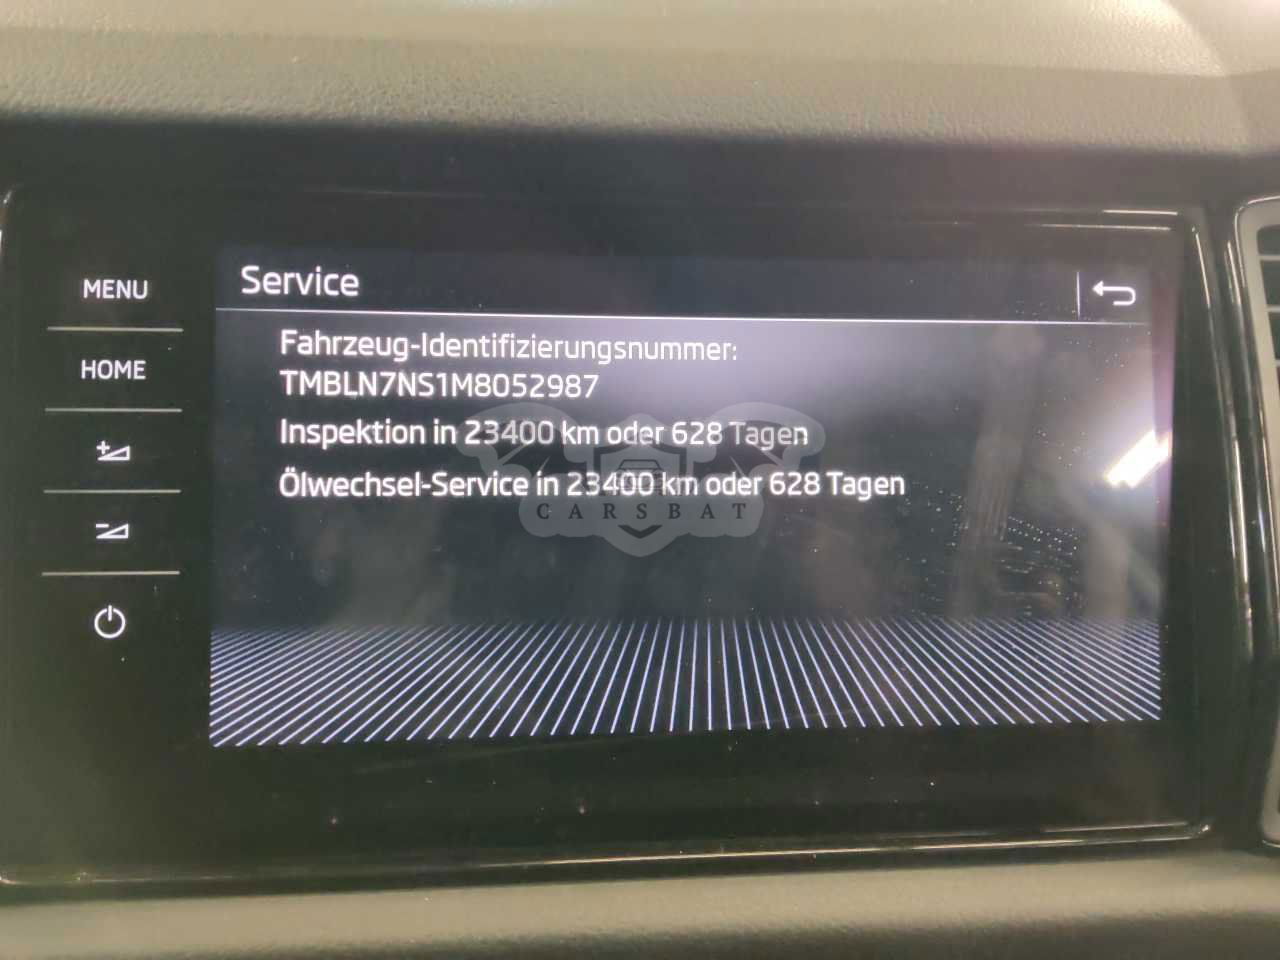 MENU
HOME
Service
Fahrzeug-Identifizierungsnummer:
TMBLN7NS1M8052987
Inspektion in 23400 km oder 628 Tagen
Ölwechsel-Service in 23400 km oder 628 Tagen
CARSBAT